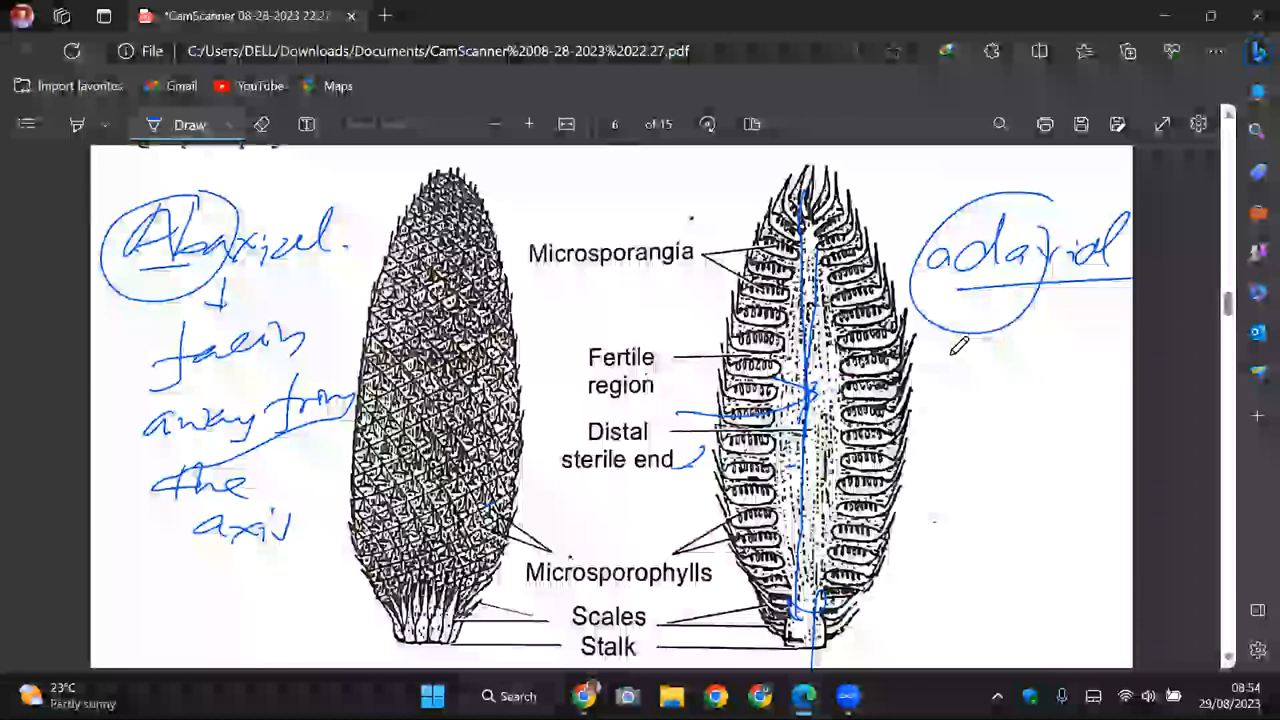 *CamScanner 08-28-2023 22.27
File C:/Users/DELL/Downloads/Documents/CamScanner%2008-28-2023%2022.27.pdf
Import favorites Gmail YouTube Maps
Draw 6 of 15
Abaxizel.
adaxial
Microsporangia
facin
away from
the
axis
Fertile
region
Distal
sterile end
Microsporophylls
Scales
Stalk
23°C
Partly sunny
Search
08:54
29/08/2023